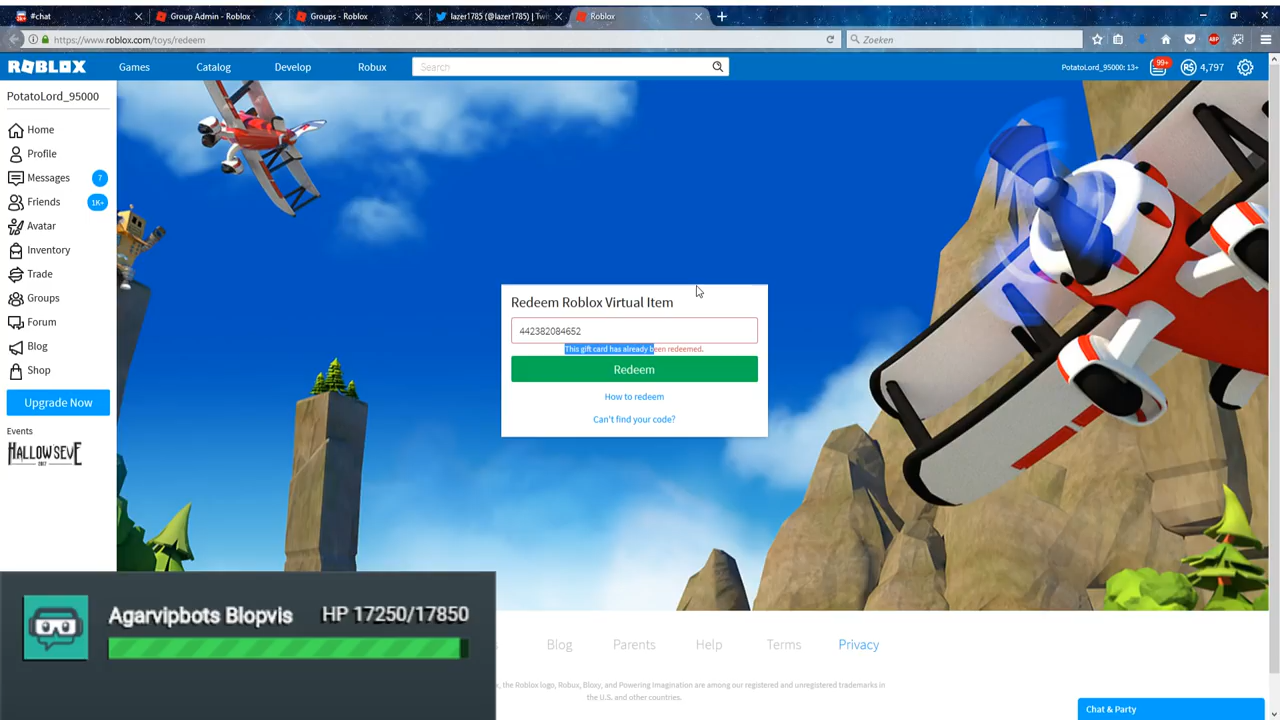 #chat
Group Admin - Roblox
Groups - Roblox
lazer1785 (@lazer1785) | Twi
Roblox
https://www.roblox.com/toys/redeem
Zoeken
ABP
ROBLOX
Games
Catalog
Develop
Robux
Search
PotatoLord_95000: 13+
99+
R$ 4,797
PotatoLord_95000
Home
Profile
Messages 7
Friends 1K+
Avatar
Inventory
Trade
Groups
Forum
Blog
Shop
Upgrade Now
Events
HALLOW'S EVE
2017
Redeem Roblox Virtual Item
442382084652
This gift card has already been redeemed.
Redeem
How to redeem
Can't find your code?
Agarvipbots Blopvis HP 17250/17850
s Blog Parents Help Terms Privacy
, the Roblox logo, Robux, Bloxy, and Powering Imagination are among our registered and unregistered trademarks in
the U.S. and other countries.
Chat & Party